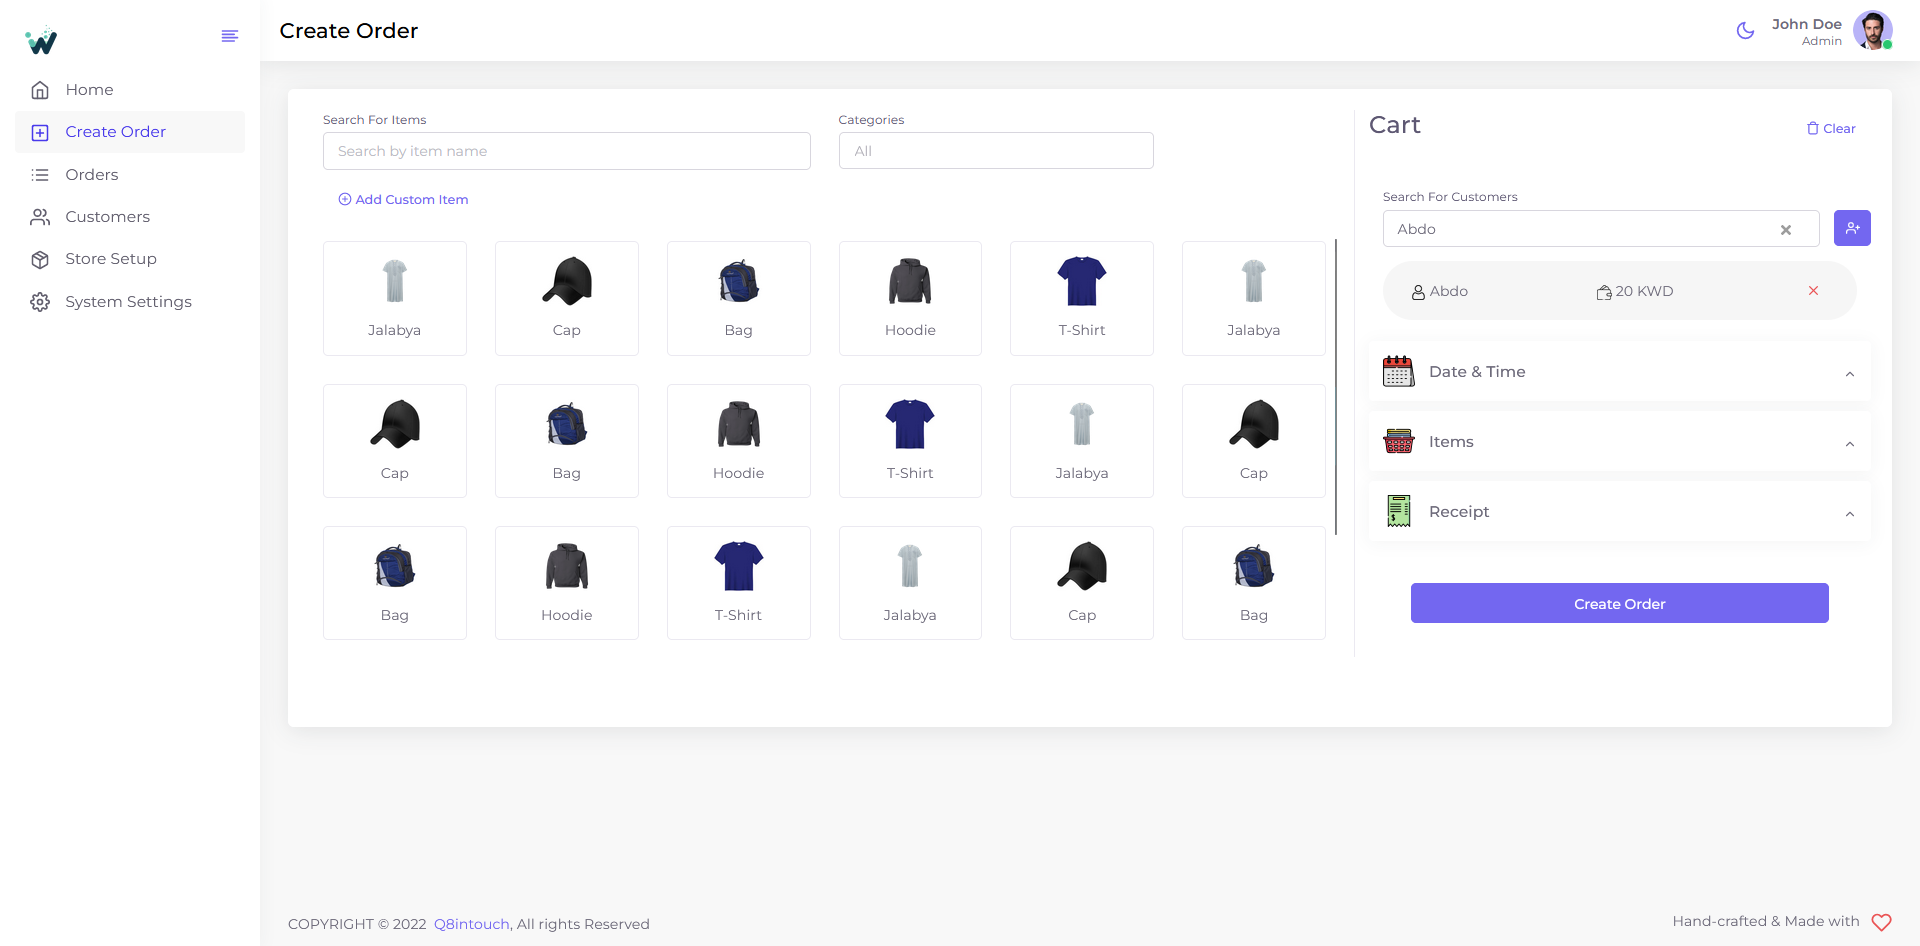 Create Order
John Doe
Admin
Home
Create Order
Orders
Customers
Store Setup
System Settings
Search For Items
Search by item name
Categories
All
Add Custom Item
Jalabya
Cap
Bag
Hoodie
T-Shirt
Jalabya
Cap
Bag
Hoodie
T-Shirt
Jalabya
Cap
Bag
Hoodie
T-Shirt
Jalabya
Cap
Bag
Cart
Clear
Search For Customers
Abdo
Abdo
20 KWD
Date & Time
Items
Receipt
Create Order
COPYRIGHT © 2022 Q8intouch, All rights Reserved
Hand-crafted & Made with